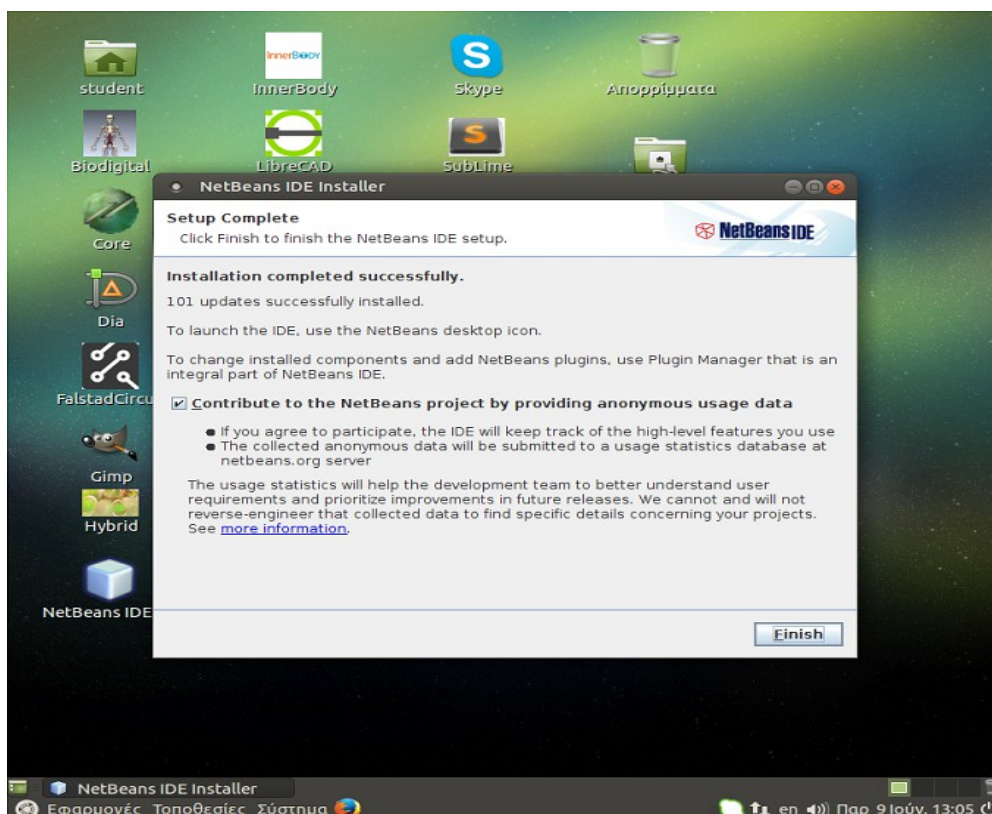 InnerBODY
student
InnerBody
Skype
Απορρίμματα
Biodigital
LibreCAD
SubLime
NetBeans IDE Installer
Core
Setup Complete
Click Finish to finish the NetBeans IDE setup.
NetBeans IDE
Installation completed successfully.
101 updates successfully installed.
Dia
To launch the IDE, use the NetBeans desktop icon.
To change installed components and add NetBeans plugins, use Plugin Manager that is an
integral part of NetBeans IDE.
FalstadCircu
Contribute to the NetBeans project by providing anonymous usage data
If you agree to participate, the IDE will keep track of the high-level features you use
The collected anonymous data will be submitted to a usage statistics database at
netbeans.org server
Gimp
The usage statistics will help the development team to better understand user
requirements and prioritize improvements in future releases. We cannot and will not
reverse-engineer that collected data to find specific details concerning your projects.
See more information.
Hybrid
NetBeans IDE
Finish
NetBeans IDE Installer
Εφαρμογές Τοποθεσίες Σύστημα
en Παρ 9 Ιούν, 13:05